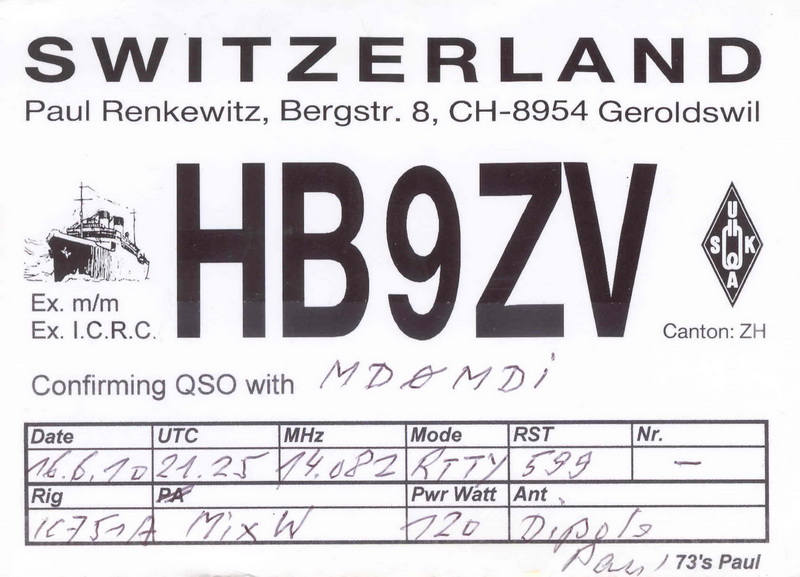 SWITZERLAND
Paul Renkewitz, Bergstr. 8, CH-8954 Geroldswil
HB9ZV
USKA
Ex. m/m
Ex. I.C.R.C.
Canton: ZH
Confirming QSO with MD0MDI
Date UTC MHz Mode RST Nr.
16.6.10 21.25 14.082 RTTY 599 —
Rig PA Pwr Watt Ant
IC751A MixW 120 Dipole
Paul 73's Paul